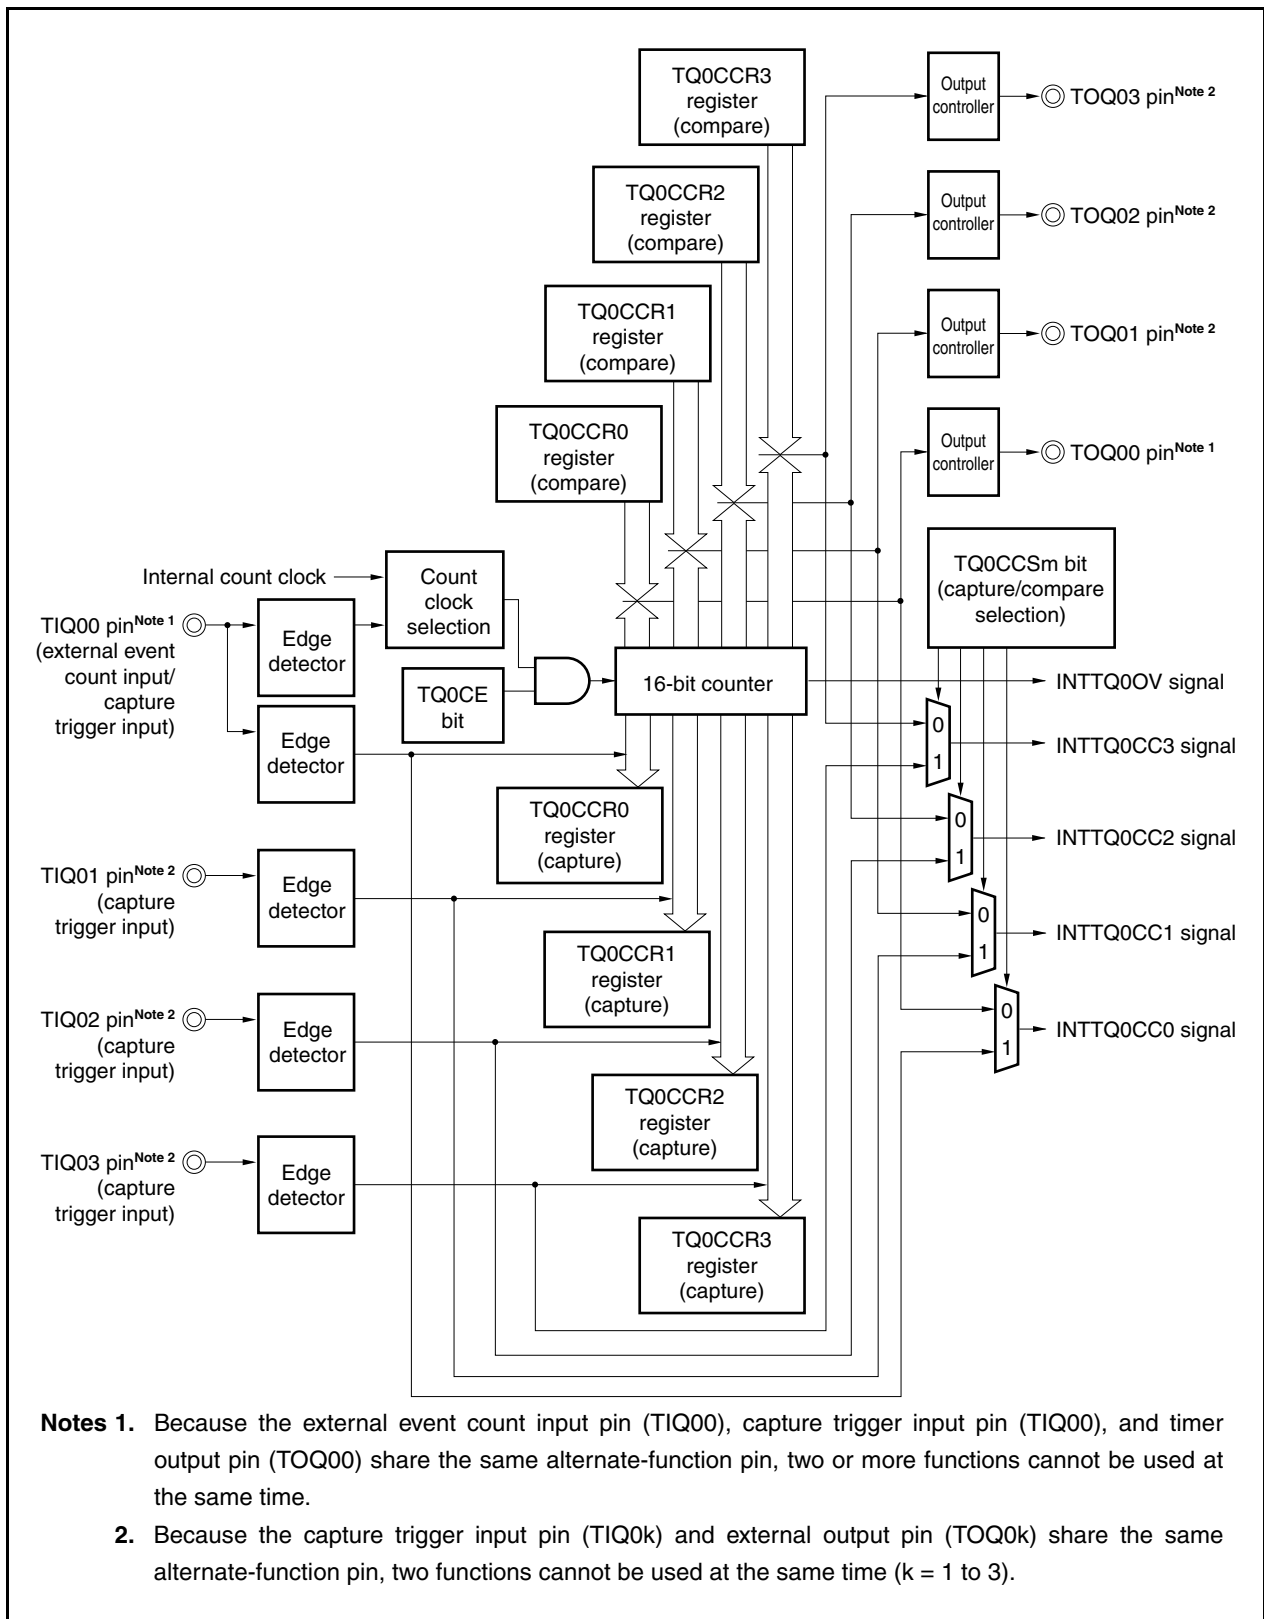 TQ0CCR3
register
(compare)
Output
controller
TOQ03 pinNote 2
TQ0CCR2
register
(compare)
Output
controller
TOQ02 pinNote 2
TQ0CCR1
register
(compare)
Output
controller
TOQ01 pinNote 2
TQ0CCR0
register
(compare)
Output
controller
TOQ00 pinNote 1
TQ0CCSm bit
(capture/compare
selection)
Internal count clock
Count
clock
selection
TIQ00 pinNote 1
(external event
count input/
capture
trigger input)
Edge
detector
TQ0CE
bit
16-bit counter
INTTQ0OV signal
Edge
detector
0
1
INTTQ0CC3 signal
TQ0CCR0
register
(capture)
0
1
INTTQ0CC2 signal
TIQ01 pinNote 2
(capture
trigger input)
Edge
detector
0
1
INTTQ0CC1 signal
TQ0CCR1
register
(capture)
TIQ02 pinNote 2
(capture
trigger input)
Edge
detector
0
1
INTTQ0CC0 signal
TQ0CCR2
register
(capture)
TIQ03 pinNote 2
(capture
trigger input)
Edge
detector
TQ0CCR3
register
(capture)
Notes 1. Because the external event count input pin (TIQ00), capture trigger input pin (TIQ00), and timer
output pin (TOQ00) share the same alternate-function pin, two or more functions cannot be used at
the same time.
2. Because the capture trigger input pin (TIQ0k) and external output pin (TOQ0k) share the same
alternate-function pin, two functions cannot be used at the same time (k = 1 to 3).